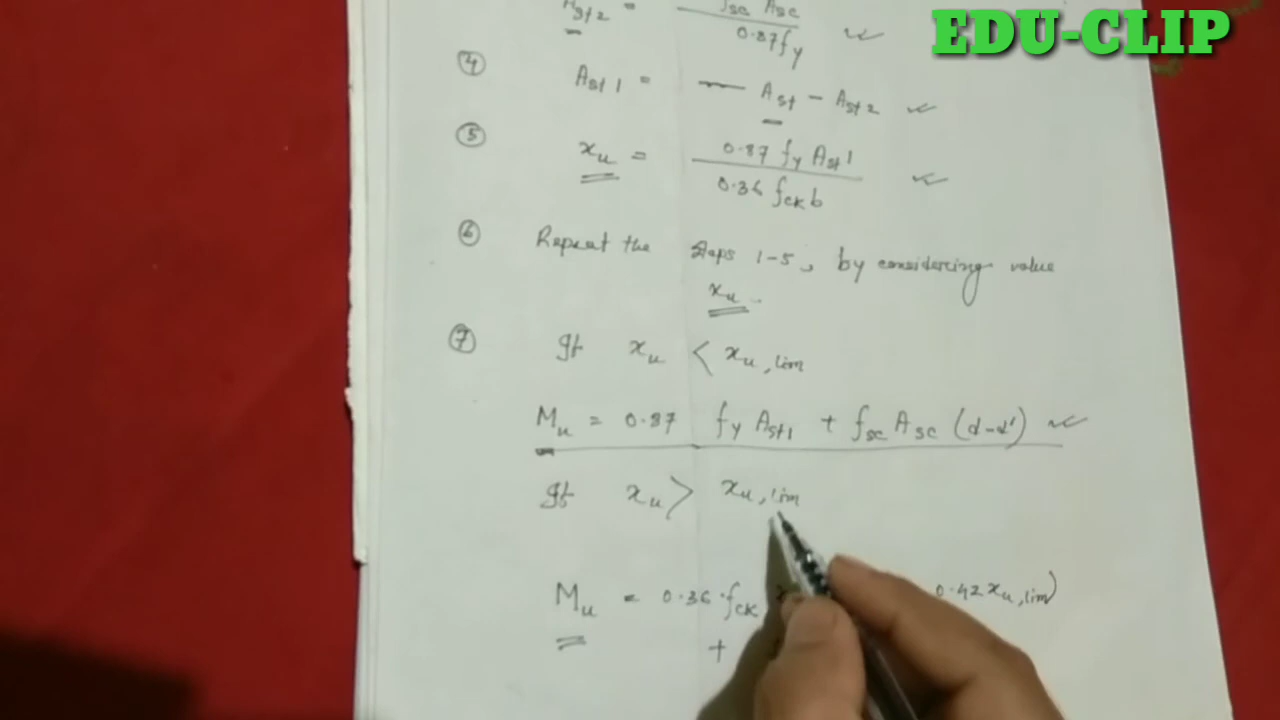 EDU-CLIP
Ast2 = fsc Asc
0.87fy
④ Ast1 = — Ast - Ast2
⑤ xu = 0.87 fy Ast1
0.36 fck b
⑥ Repeat the Steps 1-5, by considering value
xu.
⑦ If xu < xu,lim
Mu = 0.87 fy Ast1 + fsc Asc (d-d')
If xu > xu,lim
Mu = 0.36 · fck 0.42 xu,lim)
+